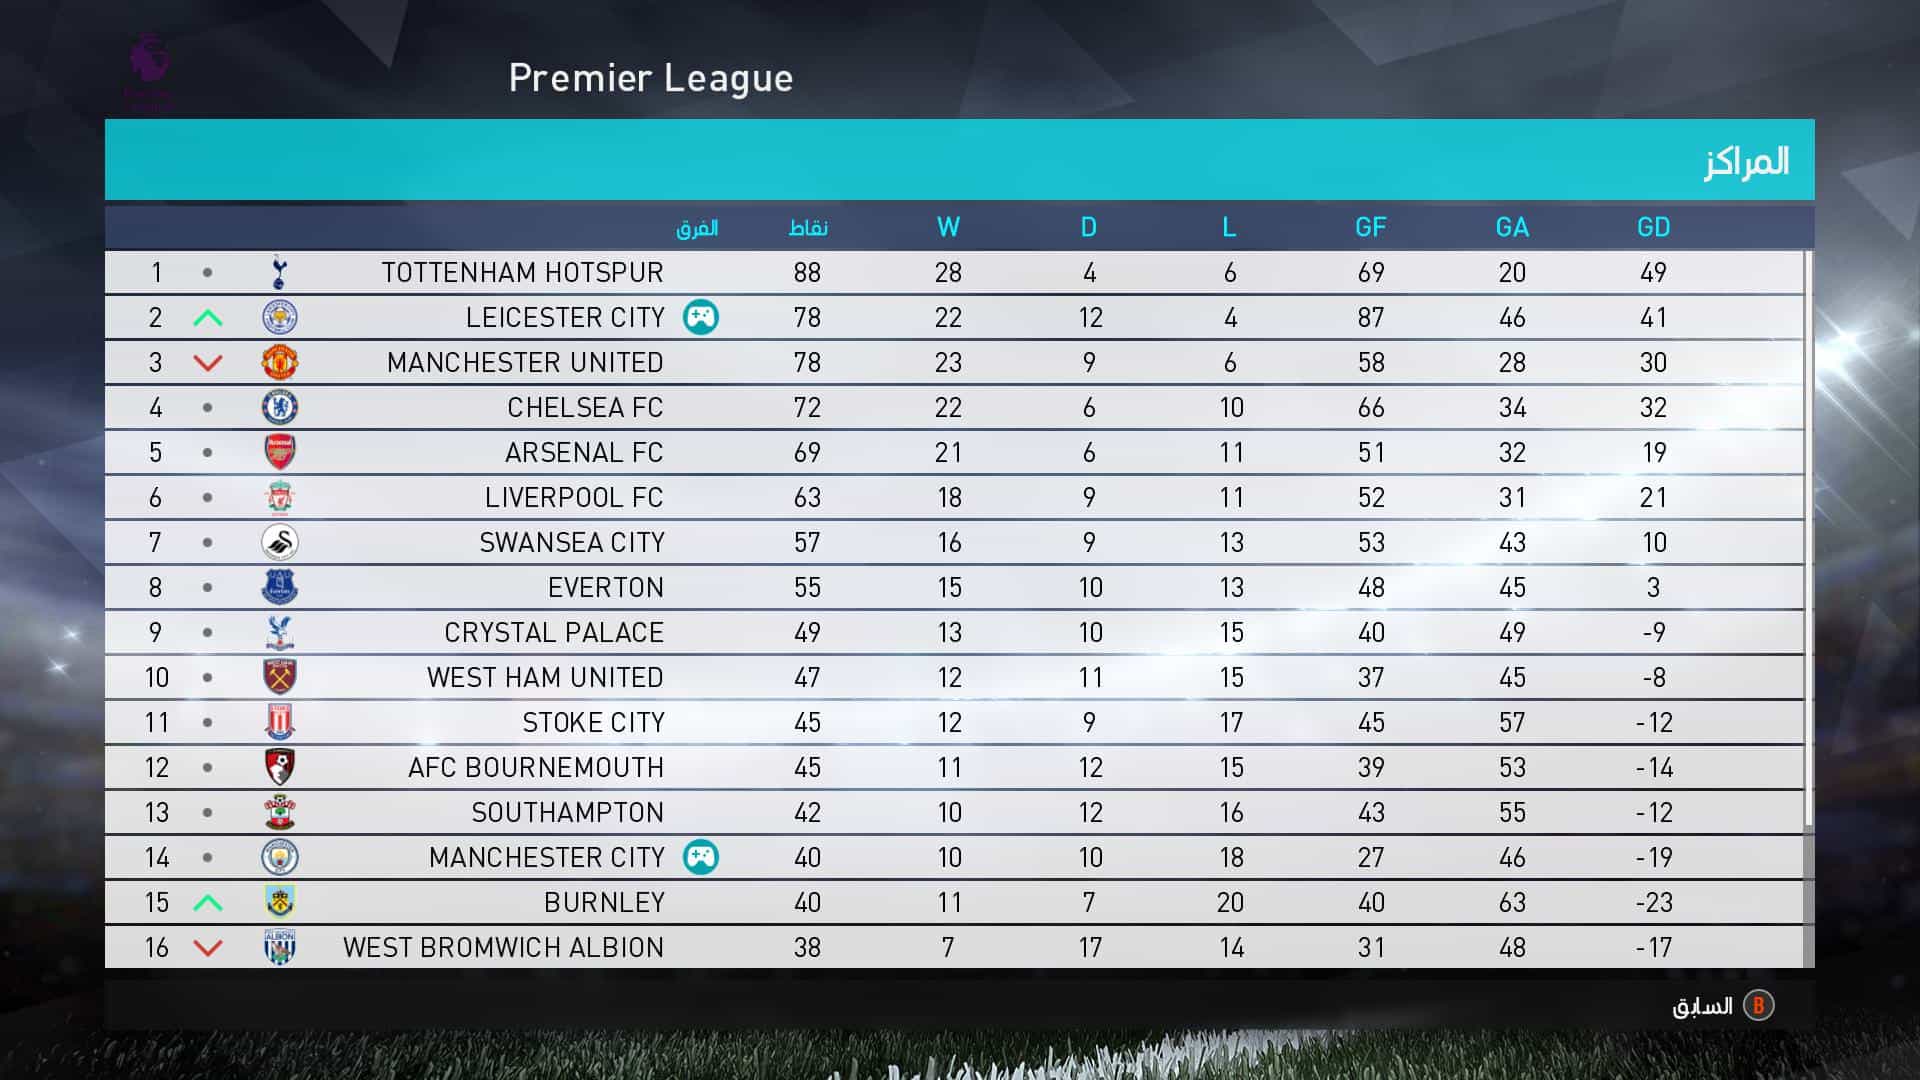 Premier League
المراكز
الفرق نقاط W D L GF GA GD
1 TOTTENHAM HOTSPUR 88 28 4 6 69 20 49
2 LEICESTER CITY 78 22 12 4 87 46 41
3 MANCHESTER UNITED 78 23 9 6 58 28 30
4 CHELSEA FC 72 22 6 10 66 34 32
5 ARSENAL FC 69 21 6 11 51 32 19
6 LIVERPOOL FC 63 18 9 11 52 31 21
7 SWANSEA CITY 57 16 9 13 53 43 10
8 EVERTON 55 15 10 13 48 45 3
9 CRYSTAL PALACE 49 13 10 15 40 49 -9
10 WEST HAM UNITED 47 12 11 15 37 45 -8
11 STOKE CITY 45 12 9 17 45 57 -12
12 AFC BOURNEMOUTH 45 11 12 15 39 53 -14
13 SOUTHAMPTON 42 10 12 16 43 55 -12
14 MANCHESTER CITY 40 10 10 18 27 46 -19
15 BURNLEY 40 11 7 20 40 63 -23
16 WEST BROMWICH ALBION 38 7 17 14 31 48 -17
السابق B